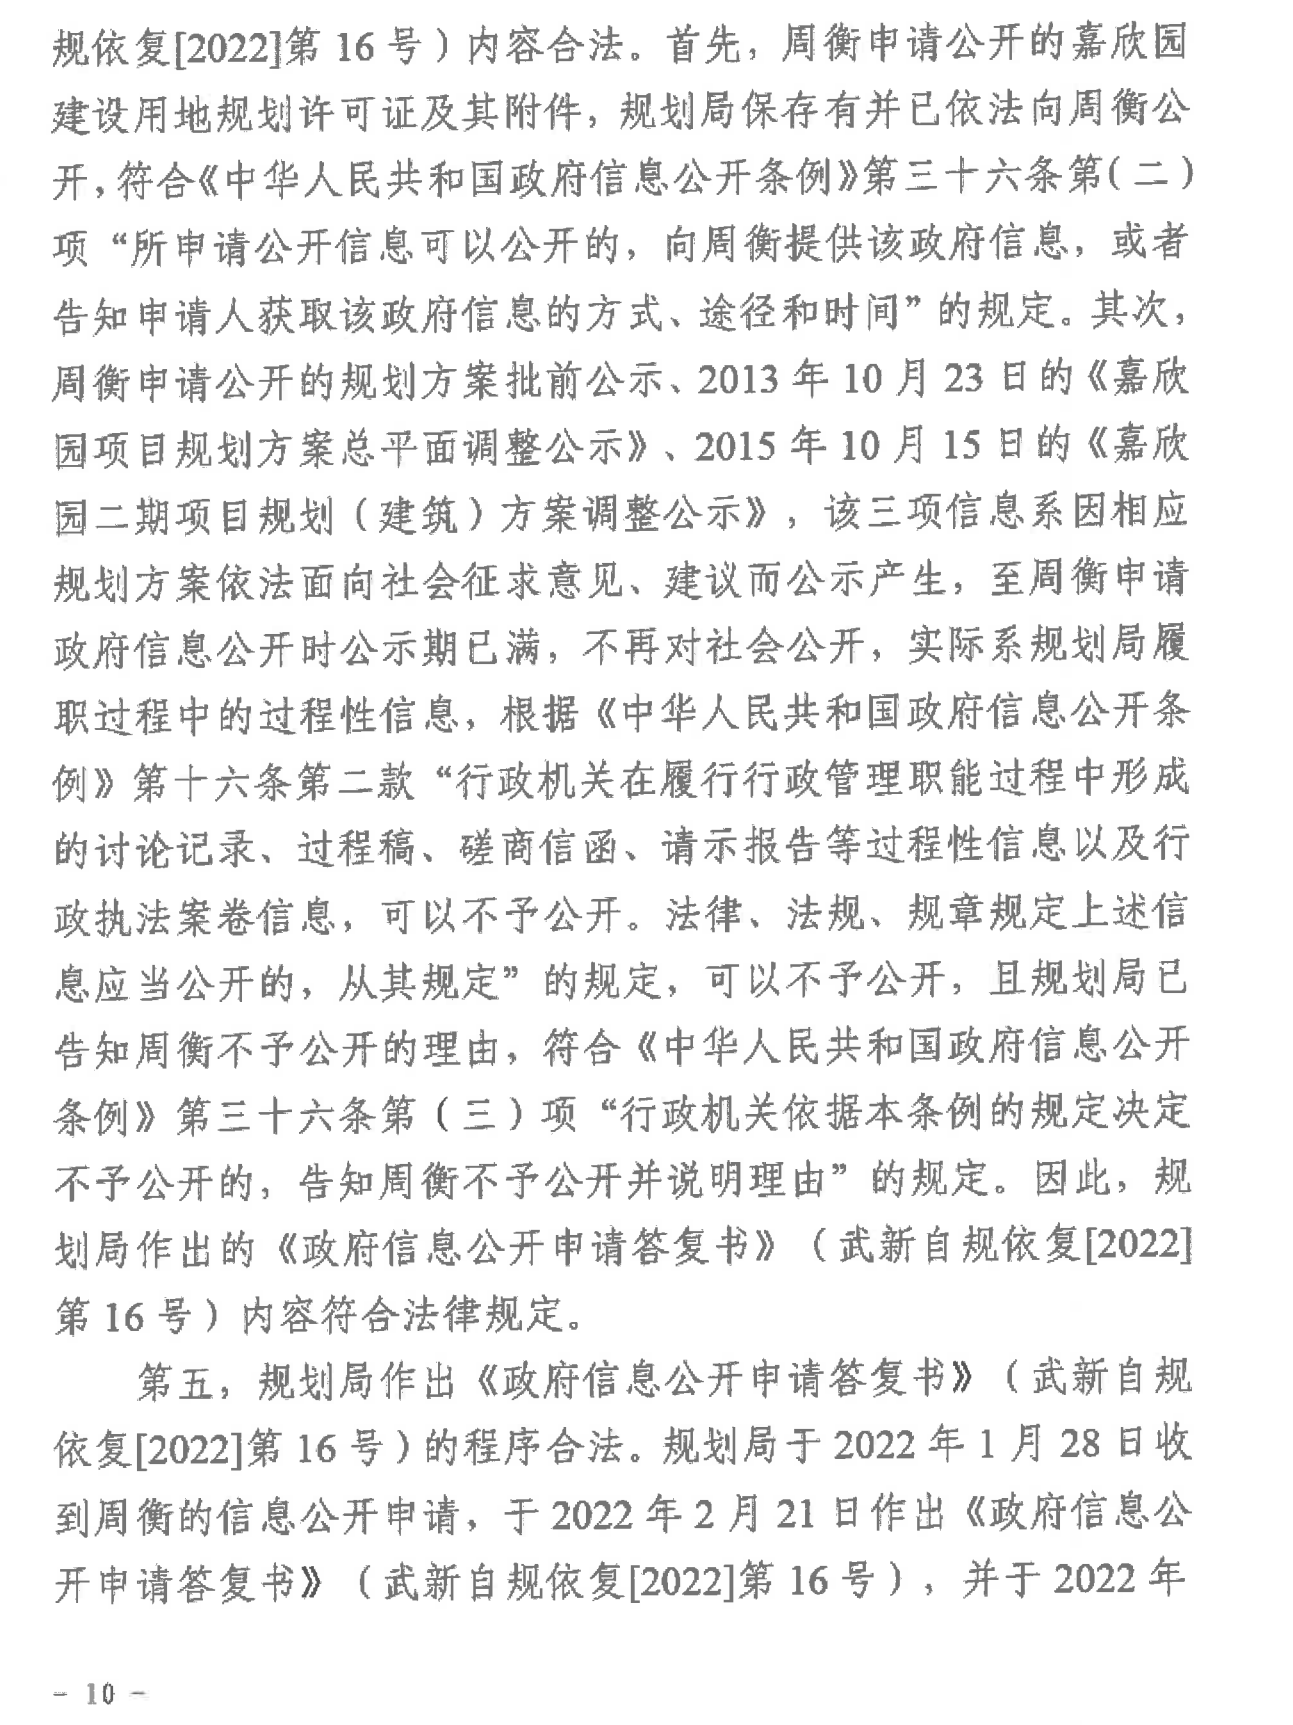 规依复[2022]第 16 号）内容合法。首先，周衡申请公开的嘉欣园
建设用地规划许可证及其附件，规划局保存有并已依法向周衡公
开，符合《中华人民共和国政府信息公开条例》第三十六条第（二）
项“所申请公开信息可以公开的，向周衡提供该政府信息，或者
告知申请人获取该政府信息的方式、途径和时间”的规定。其次，
周衡申请公开的规划方案批前公示、2013 年 10 月 23 日的《嘉欣
园项目规划方案总平面调整公示》、2015 年 10 月 15 日的《嘉欣
园二期项目规划（建筑）方案调整公示》，该三项信息系因相应
规划方案依法面向社会征求意见、建议而公示产生，至周衡申请
政府信息公开时公示期已满，不再对社会公开，实际系规划局履
职过程中的过程性信息，根据《中华人民共和国政府信息公开条
例》第十六条第二款“行政机关在履行行政管理职能过程中形成
的讨论记录、过程稿、磋商信函、请示报告等过程性信息以及行
政执法案卷信息，可以不予公开。法律、法规、规章规定上述信
息应当公开的，从其规定”的规定，可以不予公开，且规划局已
告知周衡不予公开的理由，符合《中华人民共和国政府信息公开
条例》第三十六条第（三）项“行政机关依据本条例的规定决定
不予公开的，告知周衡不予公开并说明理由”的规定。因此，规
划局作出的《政府信息公开申请答复书》（武新自规依复[2022]
第 16 号）内容符合法律规定。
第五，规划局作出《政府信息公开申请答复书》（武新自规
依复[2022]第 16 号）的程序合法。规划局于 2022 年 1 月 28 日收
到周衡的信息公开申请，于 2022 年 2 月 21 日作出《政府信息公
开申请答复书》（武新自规依复[2022]第 16 号），并于 2022 年
- 10 -